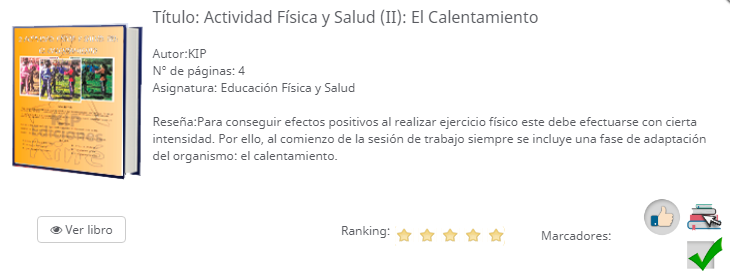 Título: Actividad Física y Salud (II): El Calentamiento
Autor:KIP
N° de páginas: 4
Asignatura: Educación Física y Salud
Reseña:Para conseguir efectos positivos al realizar ejercicio físico este debe efectuarse con cierta
intensidad. Por ello, al comienzo de la sesión de trabajo siempre se incluye una fase de adaptación
del organismo: el calentamiento.
KIP
Ediciones
Ver libro
Ranking:
Marcadores: